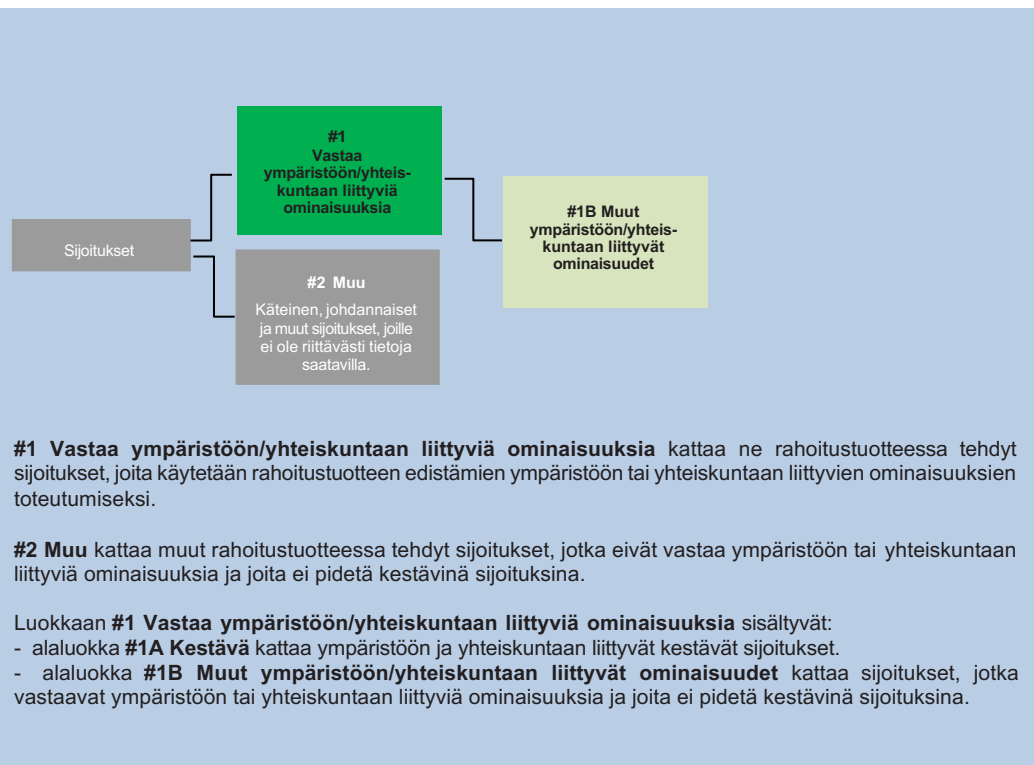 #1
Vastaa
ympäristöön/yhteis-
kuntaan liittyviä
ominaisuuksia
#1B Muut
ympäristöön/yhteis-
kuntaan liittyvät
ominaisuudet
Sijoitukset
#2 Muu
Käteinen, johdannaiset
ja muut sijoitukset, joille
ei ole riittävästi tietoja
saatavilla.
#1 Vastaa ympäristöön/yhteiskuntaan liittyviä ominaisuuksia kattaa ne rahoitustuotteessa tehdyt
sijoitukset, joita käytetään rahoitustuotteen edistämien ympäristöön tai yhteiskuntaan liittyvien ominaisuuksien
toteutumiseksi.
#2 Muu kattaa muut rahoitustuotteessa tehdyt sijoitukset, jotka eivät vastaa ympäristöön tai yhteiskuntaan
liittyviä ominaisuuksia ja joita ei pidetä kestävinä sijoituksina.
Luokkaan #1 Vastaa ympäristöön/yhteiskuntaan liittyviä ominaisuuksia sisältyvät:
- alaluokka #1A Kestävä kattaa ympäristöön ja yhteiskuntaan liittyvät kestävät sijoitukset.
- alaluokka #1B Muut ympäristöön/yhteiskuntaan liittyvät ominaisuudet kattaa sijoitukset, jotka
vastaavat ympäristöön tai yhteiskuntaan liittyviä ominaisuuksia ja joita ei pidetä kestävinä sijoituksina.